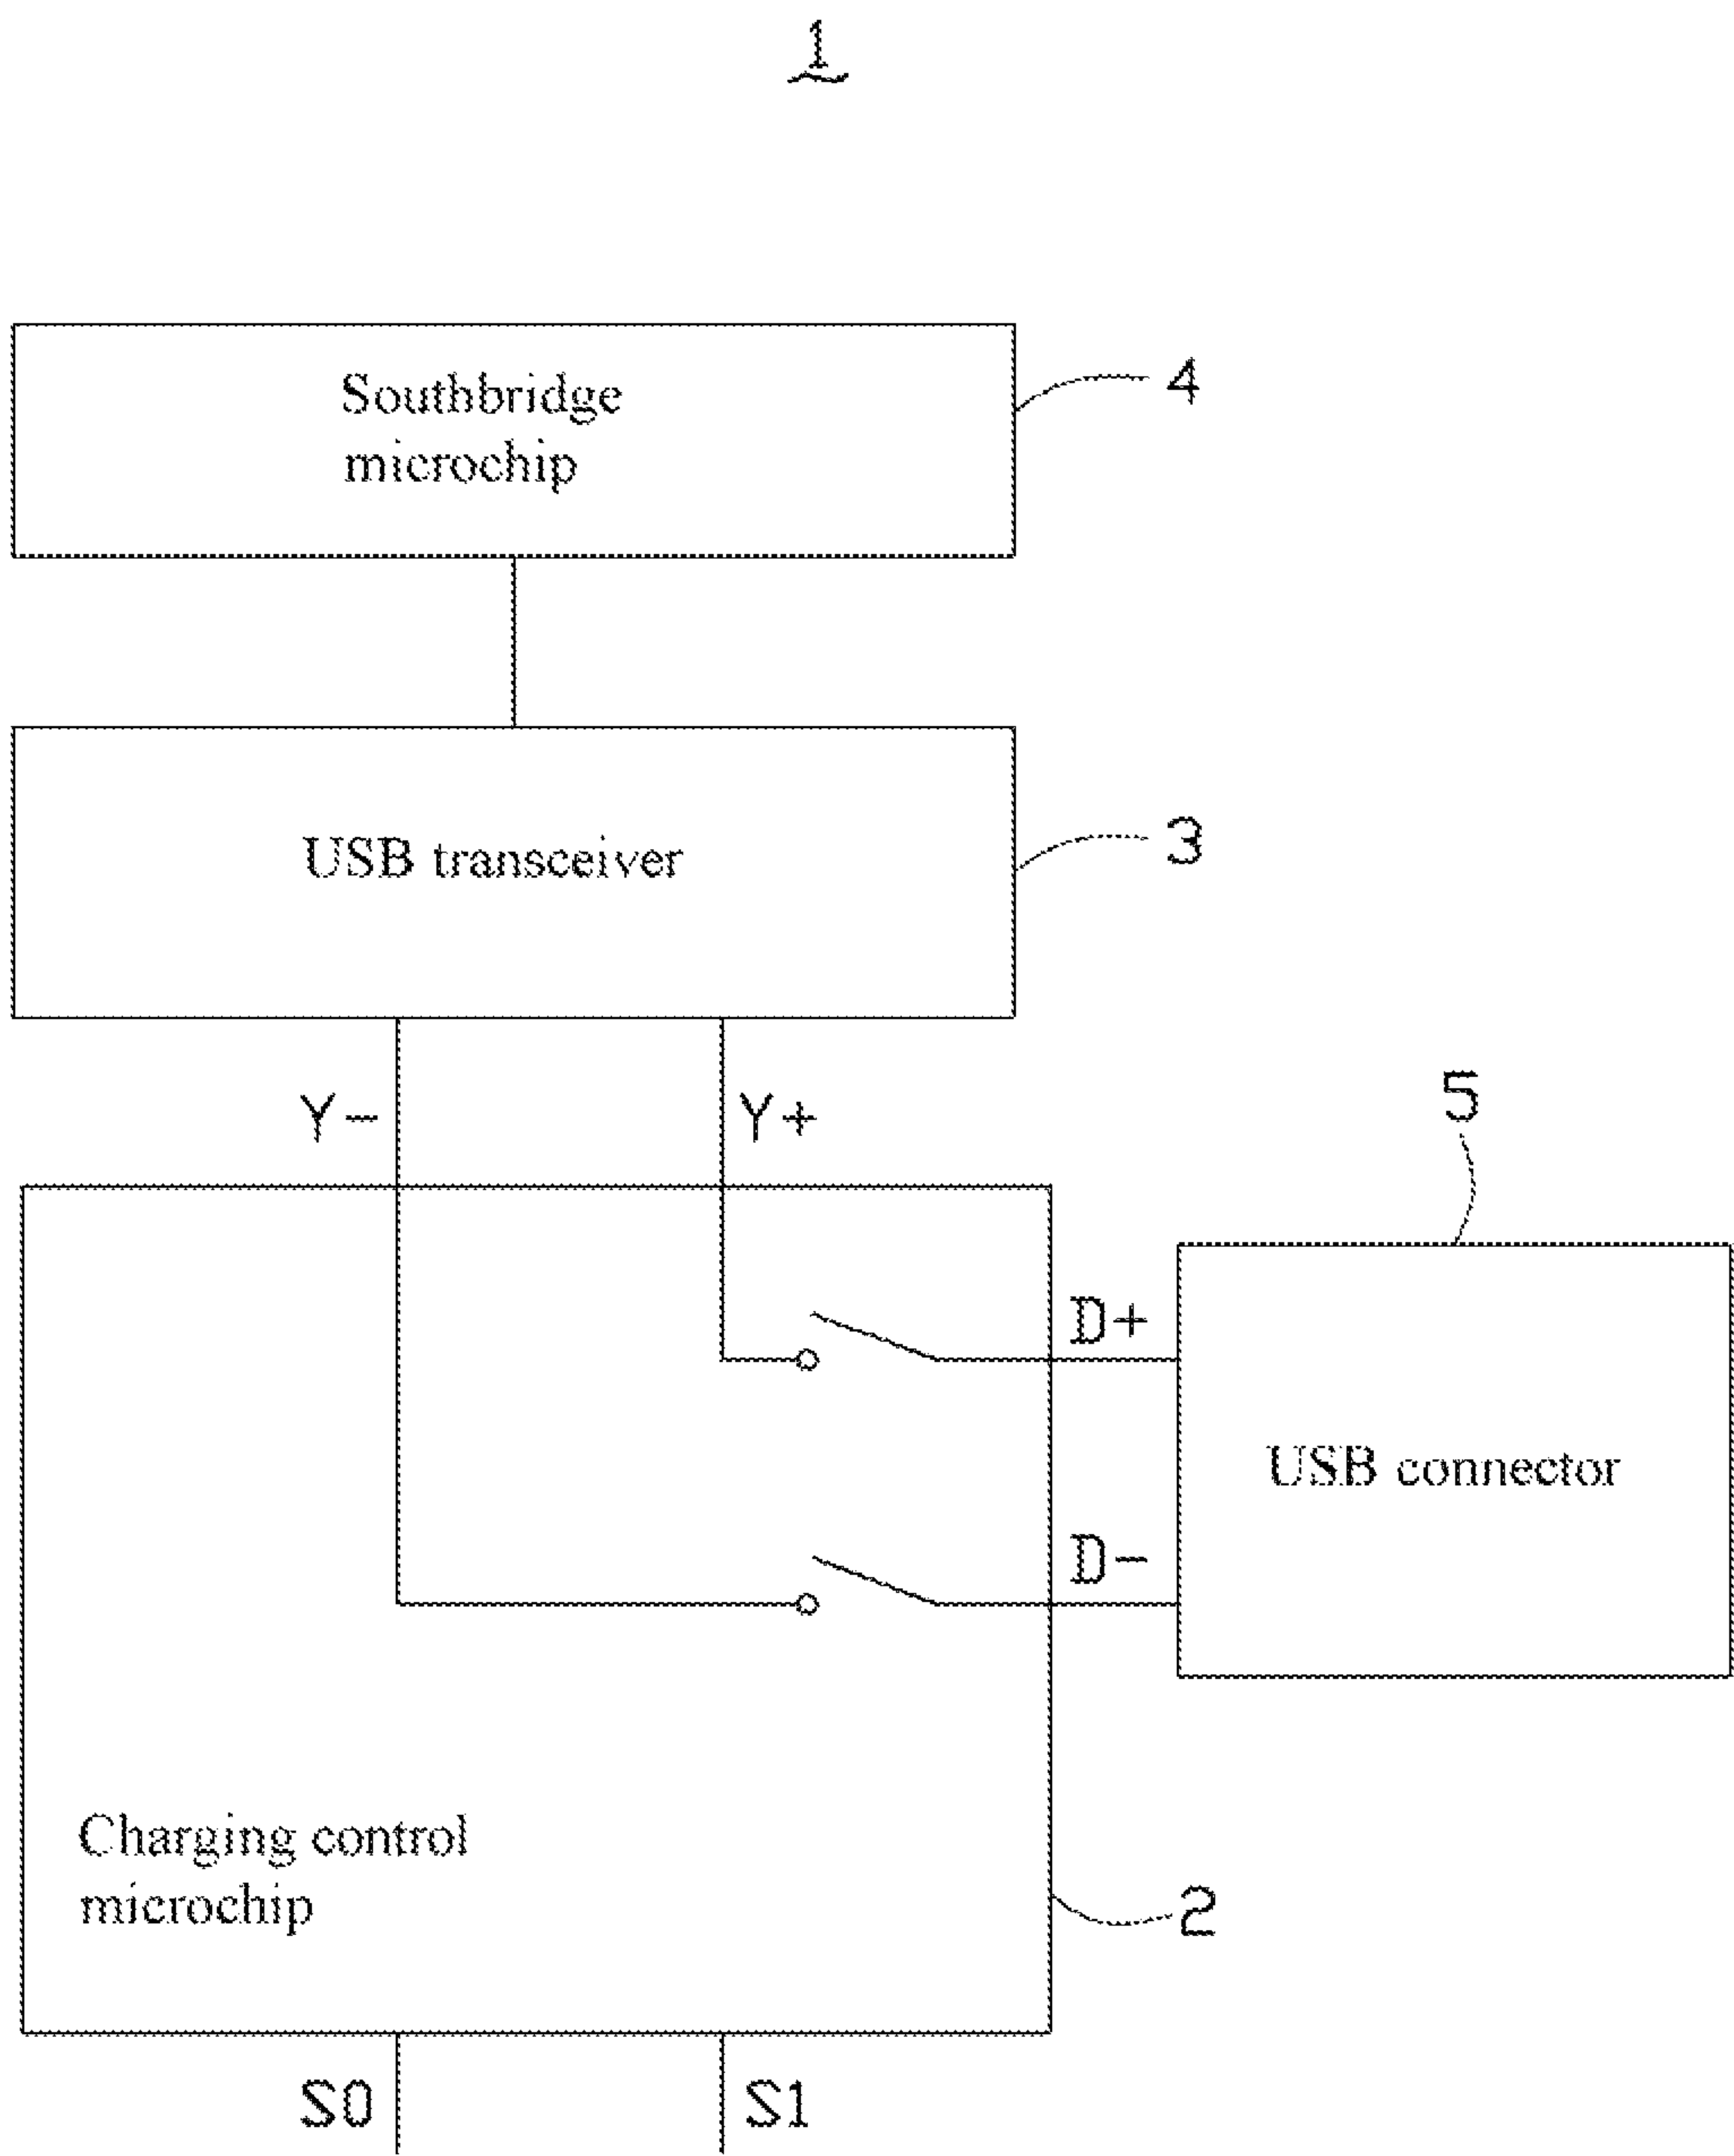 1
Southbridge
microchip
4
USB transceiver
3
Y-
Y+
5
D+
USB connector
D-
Charging control
microchip
2
S0
S1